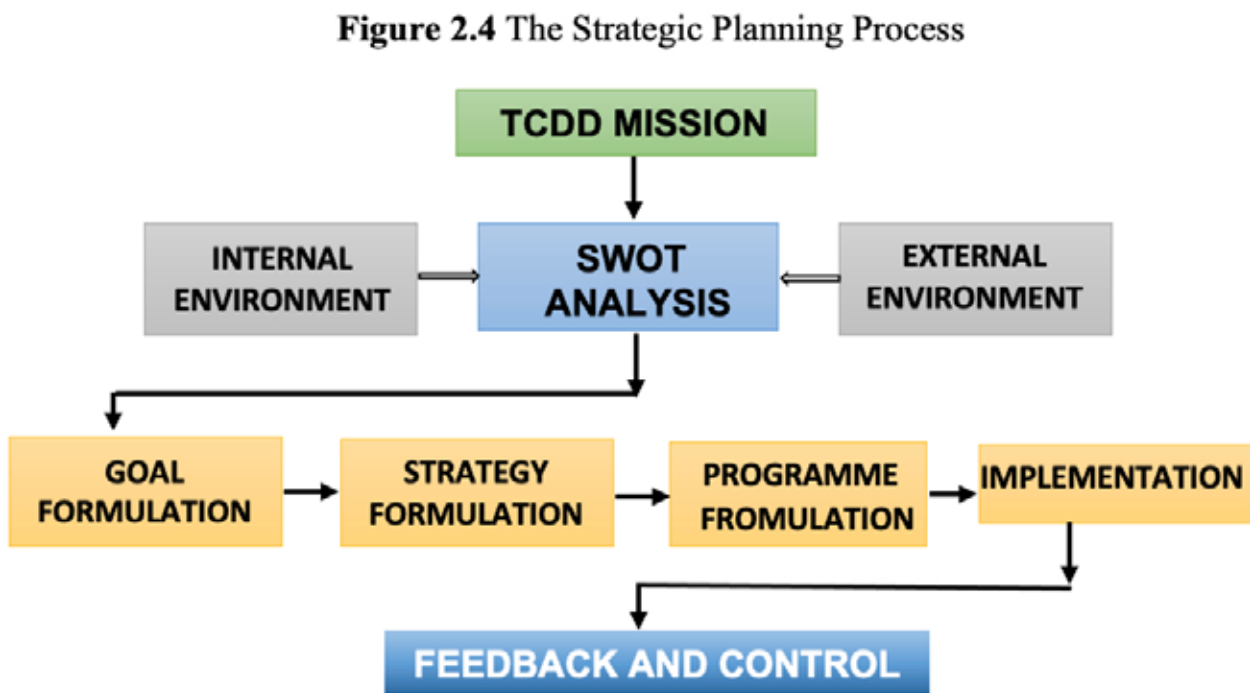 Figure 2.4 The Strategic Planning Process
TCDD MISSION
INTERNAL
ENVIRONMENT
SWOT
ANALYSIS
EXTERNAL
ENVIRONMENT
GOAL
FORMULATION
STRATEGY
FORMULATION
PROGRAMME
FROMULATION
IMPLEMENTATION
FEEDBACK AND CONTROL